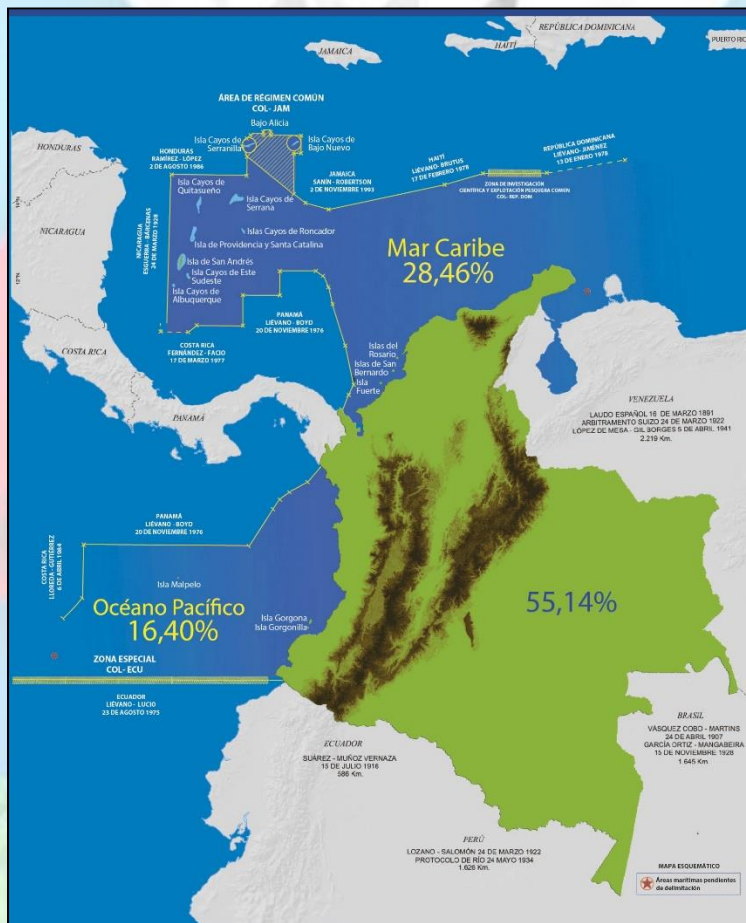 REPÚBLICA DOMINICANA
PUERTO RIC
HAITÍ
JAMAICA
ÁREA DE RÉGIMEN COMÚN
COL- JAM
Bajo Alicia
Isla Cayos de
Serranilla
Isla Cayos de
Bajo Nuevo
HONDURAS
HONDURAS
RAMÍREZ - LÓPEZ
2 DE AGOSTO 1986
JAMAICA
SANÍN - ROBERTSON
2 DE NOVIEMBRE 1993
HAITÍ
LIÉVANO- BRUTUS
17 DE FEBRERO 1978
REPÚBLICA DOMINICANA
LIÉVANO- JIMÉNEZ
13 DE ENERO 1978
ZONA DE INVESTIGACIÓN
CIENTÍFICA Y EXPLOTACIÓN PESQUERA COMÚN
COL- REP. DOM
Isla Cayos de
Quitasueño
Isla Cayos de
Serrana
Islas Cayos de Roncador
NICARAGUA
NICARAGUA
ESGUERRA - BÁRCENAS
24 DE MARZO 1928
Isla de Providencia y Santa Catalina
Isla de San Andrés
Isla Cayos de Este
Sudeste
Isla Cayos de
Albuquerque
Mar Caribe
28,46%
PANAMÁ
LIÉVANO - BOYD
20 DE NOVIEMBRE 1976
COSTA RICA
FERNÁNDEZ - FACIO
17 DE MARZO 1977
COSTA RICA
PANAMÁ
Islas del
Rosario
Islas de San
Bernardo
Isla
Fuerte
VENEZUELA
LAUDO ESPAÑOL 16 DE MARZO 1891
ARBITRAMENTO SUIZO 24 DE MARZO 1922
LÓPEZ DE MESA - GIL BORGES 5 DE ABRIL 1941
2.219 Km.
PANAMÁ
LIÉVANO - BOYD
20 DE NOVIEMBRE 1976
COSTA RICA
LLOREDA - GUTIÉRREZ
6 DE ABRIL 1984
Isla Malpelo
Océano Pacífico
16,40%
Isla Gorgona
Isla Gorgonilla
55,14%
ZONA ESPECIAL
COL- ECU
ECUADOR
LIÉVANO - LUCIO
23 DE AGOSTO 1975
ECUADOR
SUÁREZ - MUÑOZ VERNAZA
15 DE JULIO 1916
586 Km.
BRASIL
VÁSQUEZ COBO - MARTINS
24 DE ABRIL 1907
GARCÍA ORTIZ - MANGABEIRA
15 DE NOVIEMBRE 1928
1.645 Km.
PERÚ
LOZANO - SALOMÓN 24 DE MARZO 1922
PROTOCOLO DE RÍO 24 MAYO 1934
1.626 Km.
MAPA ESQUEMÁTICO
Áreas marítimas pendientes
de delimitación